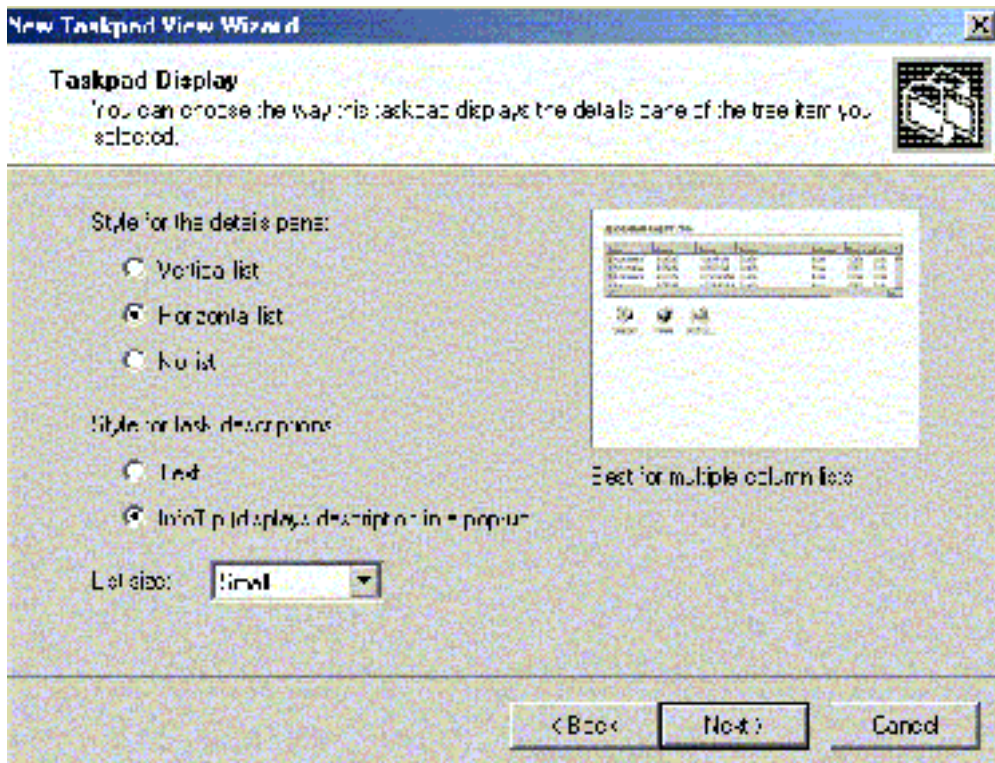 New Taskpad View Wizard
Taskpad Display
You can choose the way this taskpad displays the details pane of the tree item you
selected.
Style for the details pane:
Vertical list
Horizontal list
No list
Style for task descriptions
Text
InfoTip (displays description in a pop-up
Best for multiple column lists
List size:
Small
< Back
Next >
Cancel